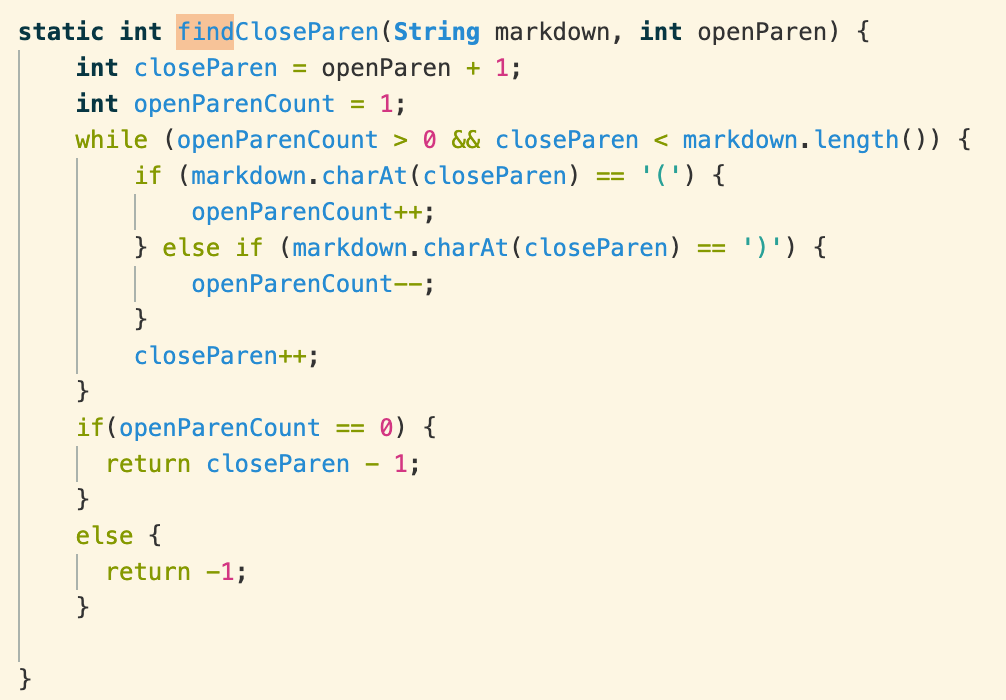 static int findCloseParen(String markdown, int openParen) {
    int closeParen = openParen + 1;
    int openParenCount = 1;
    while (openParenCount > 0 && closeParen < markdown.length()) {
        if (markdown.charAt(closeParen) == '(') {
            openParenCount++;
        } else if (markdown.charAt(closeParen) == ')') {
            openParenCount--;
        }
        closeParen++;
    }
    if(openParenCount == 0) {
      return closeParen - 1;
    }
    else {
      return -1;
    }

}